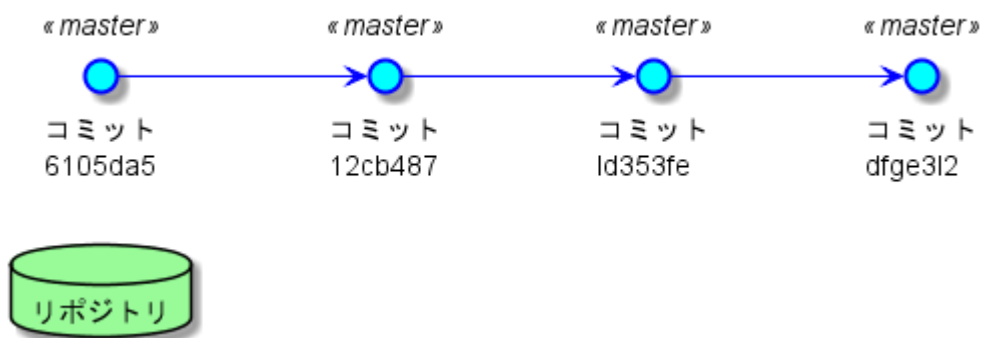 «master» «master» «master» «master»
コミット コミット コミット コミット
6105da5 12cb487 ld353fe dfge3l2
リポジトリ